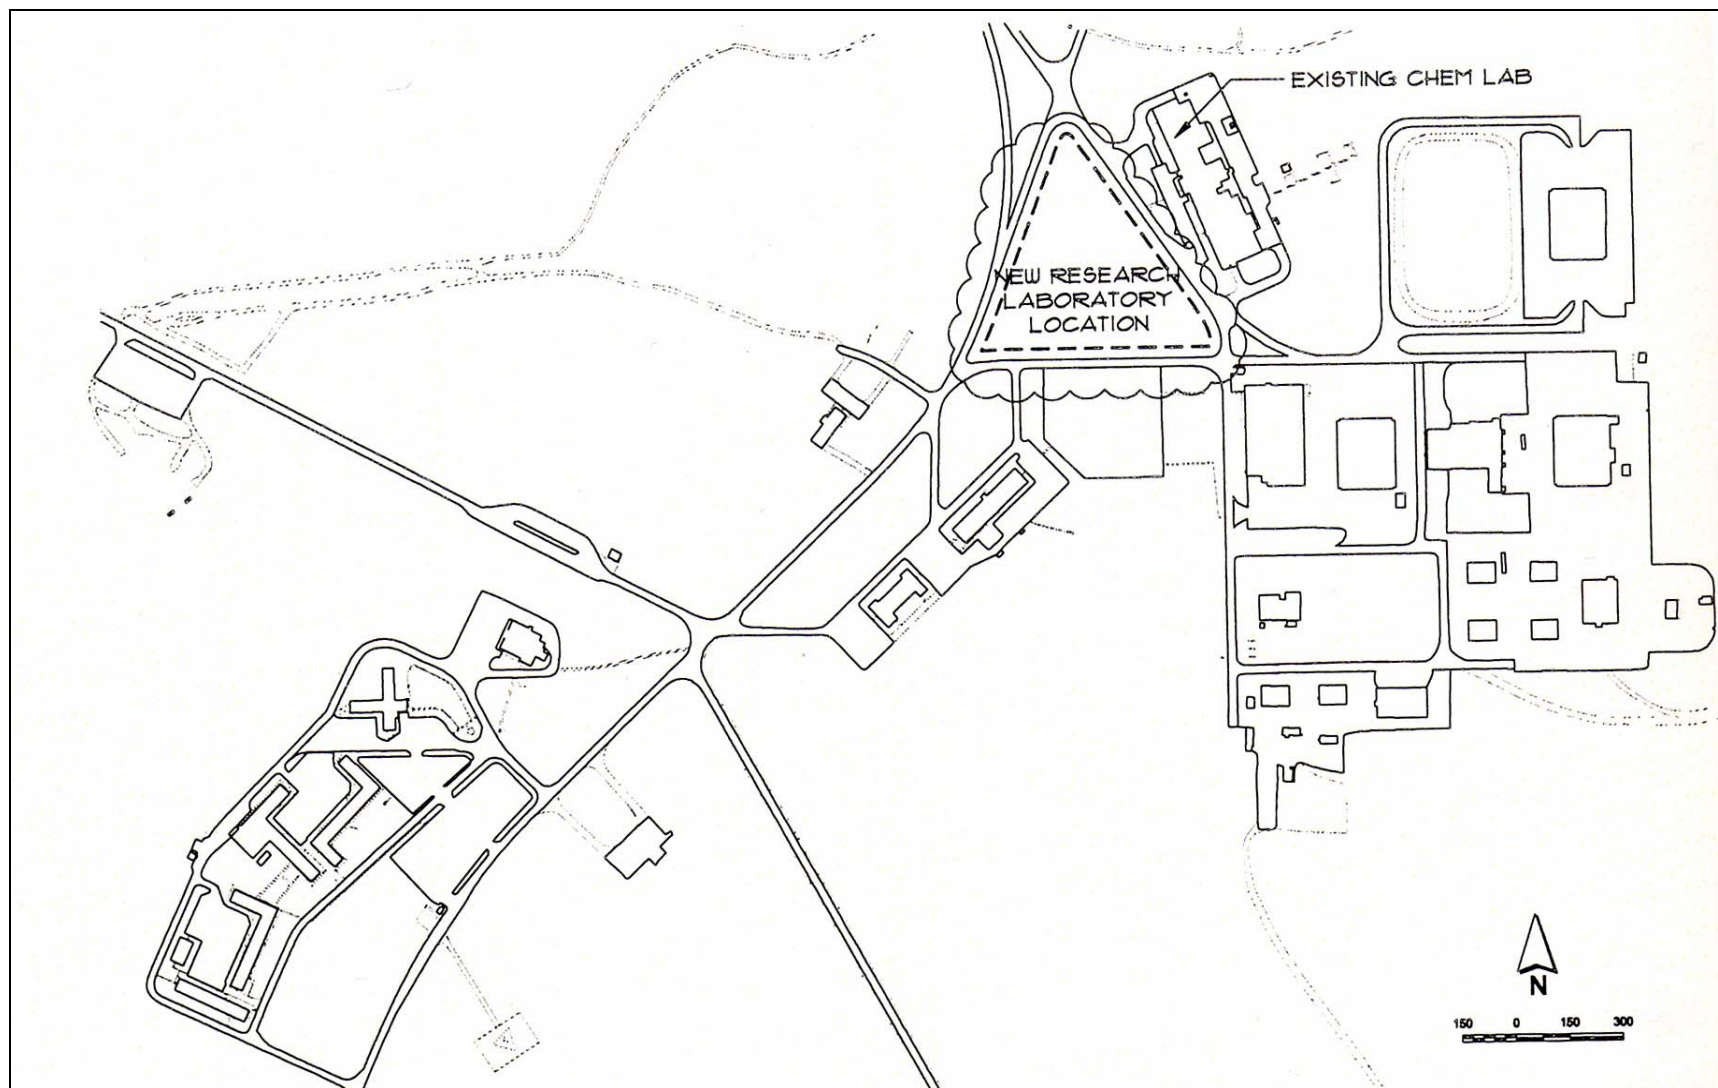 EXISTING CHEM LAB
NEW RESEARCH
LABORATORY
LOCATION
N
150 0 150 300